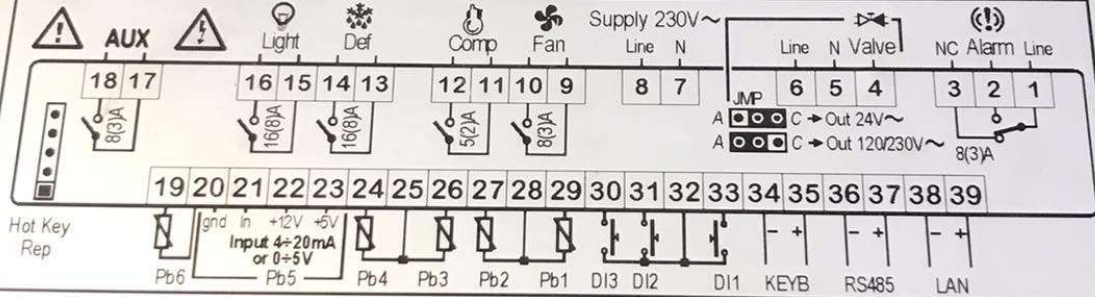 Supply 230V~
AUX Light Def Comp Fan Line N Line N Valve NC Alarm Line
18 17 16 15 14 13 12 11 10 9 8 7 6 5 4 3 2 1
JMP
A C → Out 24V~
A C → Out 120/230V~
8(3)A 16(8)A 16(8)A 5(2)A 8(3)A 8(3)A
19 20 21 22 23 24 25 26 27 28 29 30 31 32 33 34 35 36 37 38 39
Hot Key
Rep
gnd In +12V +5V
Input 4÷20mA
or 0÷5V
- + - + - +
Pb6 Pb5 Pb4 Pb3 Pb2 Pb1 DI3 DI2 DI1 KEYB RS485 LAN